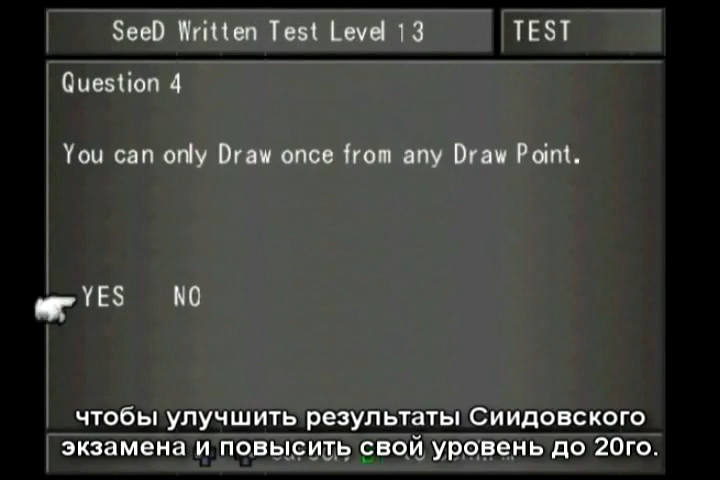 SeeD Written Test Level 13
TEST
Question 4
You can only Draw once from any Draw Point.
YES NO
чтобы улучшить результаты Сиидовского
экзамена и повысить свой уровень до 20го.